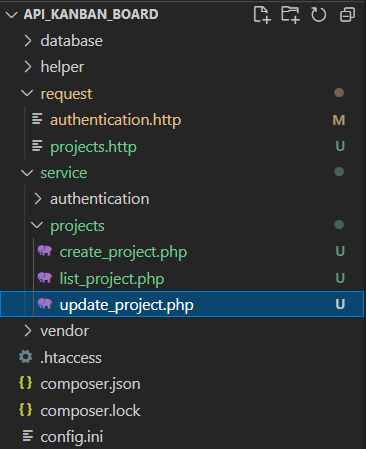 API_KANBAN_BOARD
database
helper
request
authentication.http M
projects.http U
service
authentication
projects
create_project.php U
list_project.php U
update_project.php U
vendor
.htaccess
composer.json
composer.lock
config.ini